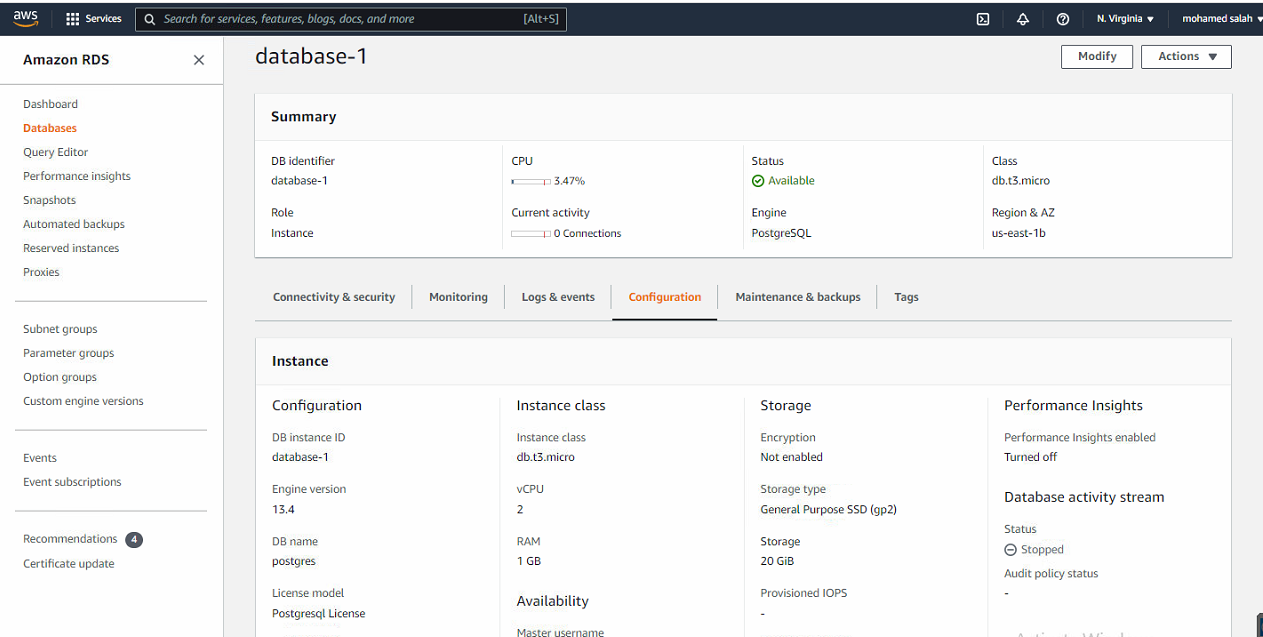 aws
Services
Search for services, features, blogs, docs, and more
[Alt+S]
N. Virginia
mohamed salah
Amazon RDS
Dashboard
Databases
Query Editor
Performance insights
Snapshots
Automated backups
Reserved instances
Proxies
Subnet groups
Parameter groups
Option groups
Custom engine versions
Events
Event subscriptions
Recommendations 4
Certificate update
database-1
Modify
Actions
Summary
DB identifier
database-1
CPU
3.47%
Status
Available
Class
db.t3.micro
Role
Instance
Current activity
0 Connections
Engine
PostgreSQL
Region & AZ
us-east-1b
Connectivity & security
Monitoring
Logs & events
Configuration
Maintenance & backups
Tags
Instance
Configuration
DB instance ID
database-1
Engine version
13.4
DB name
postgres
License model
Postgresql License
Instance class
Instance class
db.t3.micro
vCPU
2
RAM
1 GB
Availability
Master username
Storage
Encryption
Not enabled
Storage type
General Purpose SSD (gp2)
Storage
20 GiB
Provisioned IOPS
-
Performance Insights
Performance Insights enabled
Turned off
Database activity stream
Status
Stopped
Audit policy status
-